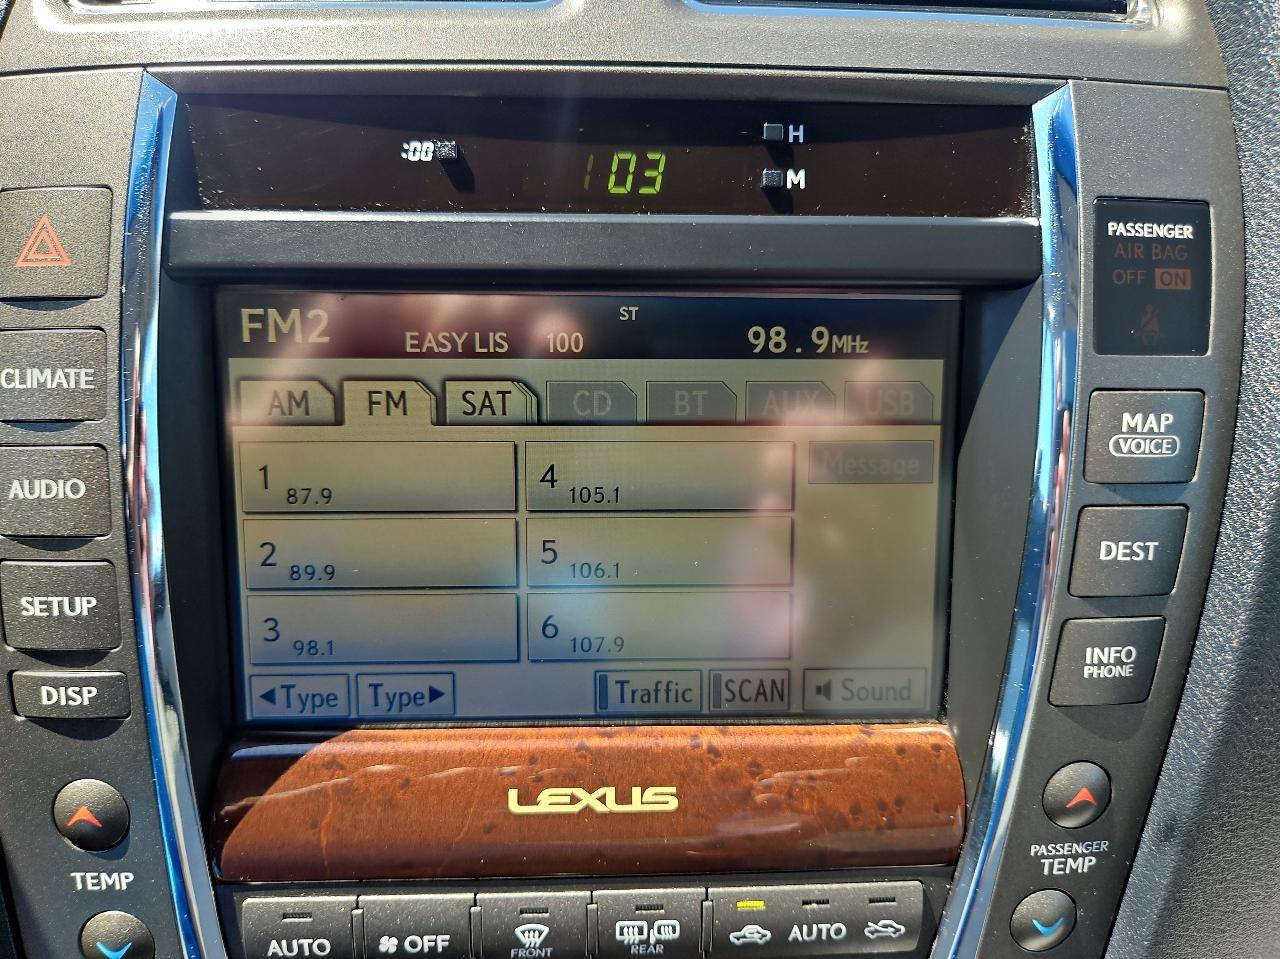 :00
H
103
M
PASSENGER
AIR BAG
OFF ON
FM2
EASY LIS 100
ST
98.9MHz
CLIMATE
AM FM SAT CD BT AUX USB
MAP
VOICE
1 87.9
4 105.1
Message
AUDIO
2 89.9
5 106.1
DEST
SETUP
3 98.1
6 107.9
INFO
PHONE
DISP
Type Type Traffic SCAN Sound
LEXUS
TEMP
PASSENGER
TEMP
AUTO
OFF
FRONT
REAR
AUTO